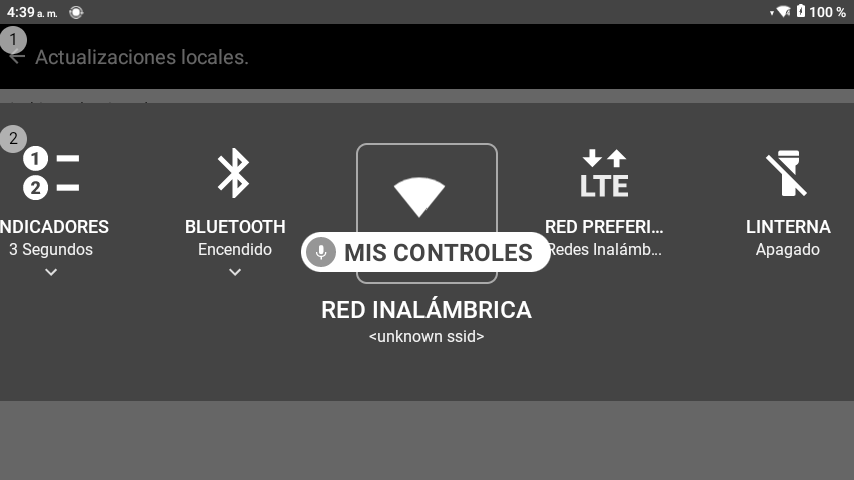 4:39 a. m. 100 %
1
Actualizaciones locales.
2
1
2
LTE
NDICADORES BLUETOOTH RED PREFERI... LINTERNA
3 Segundos Encendido Redes Inalámb... Apagado
MIS CONTROLES
RED INALÁMBRICA
<unknown ssid>